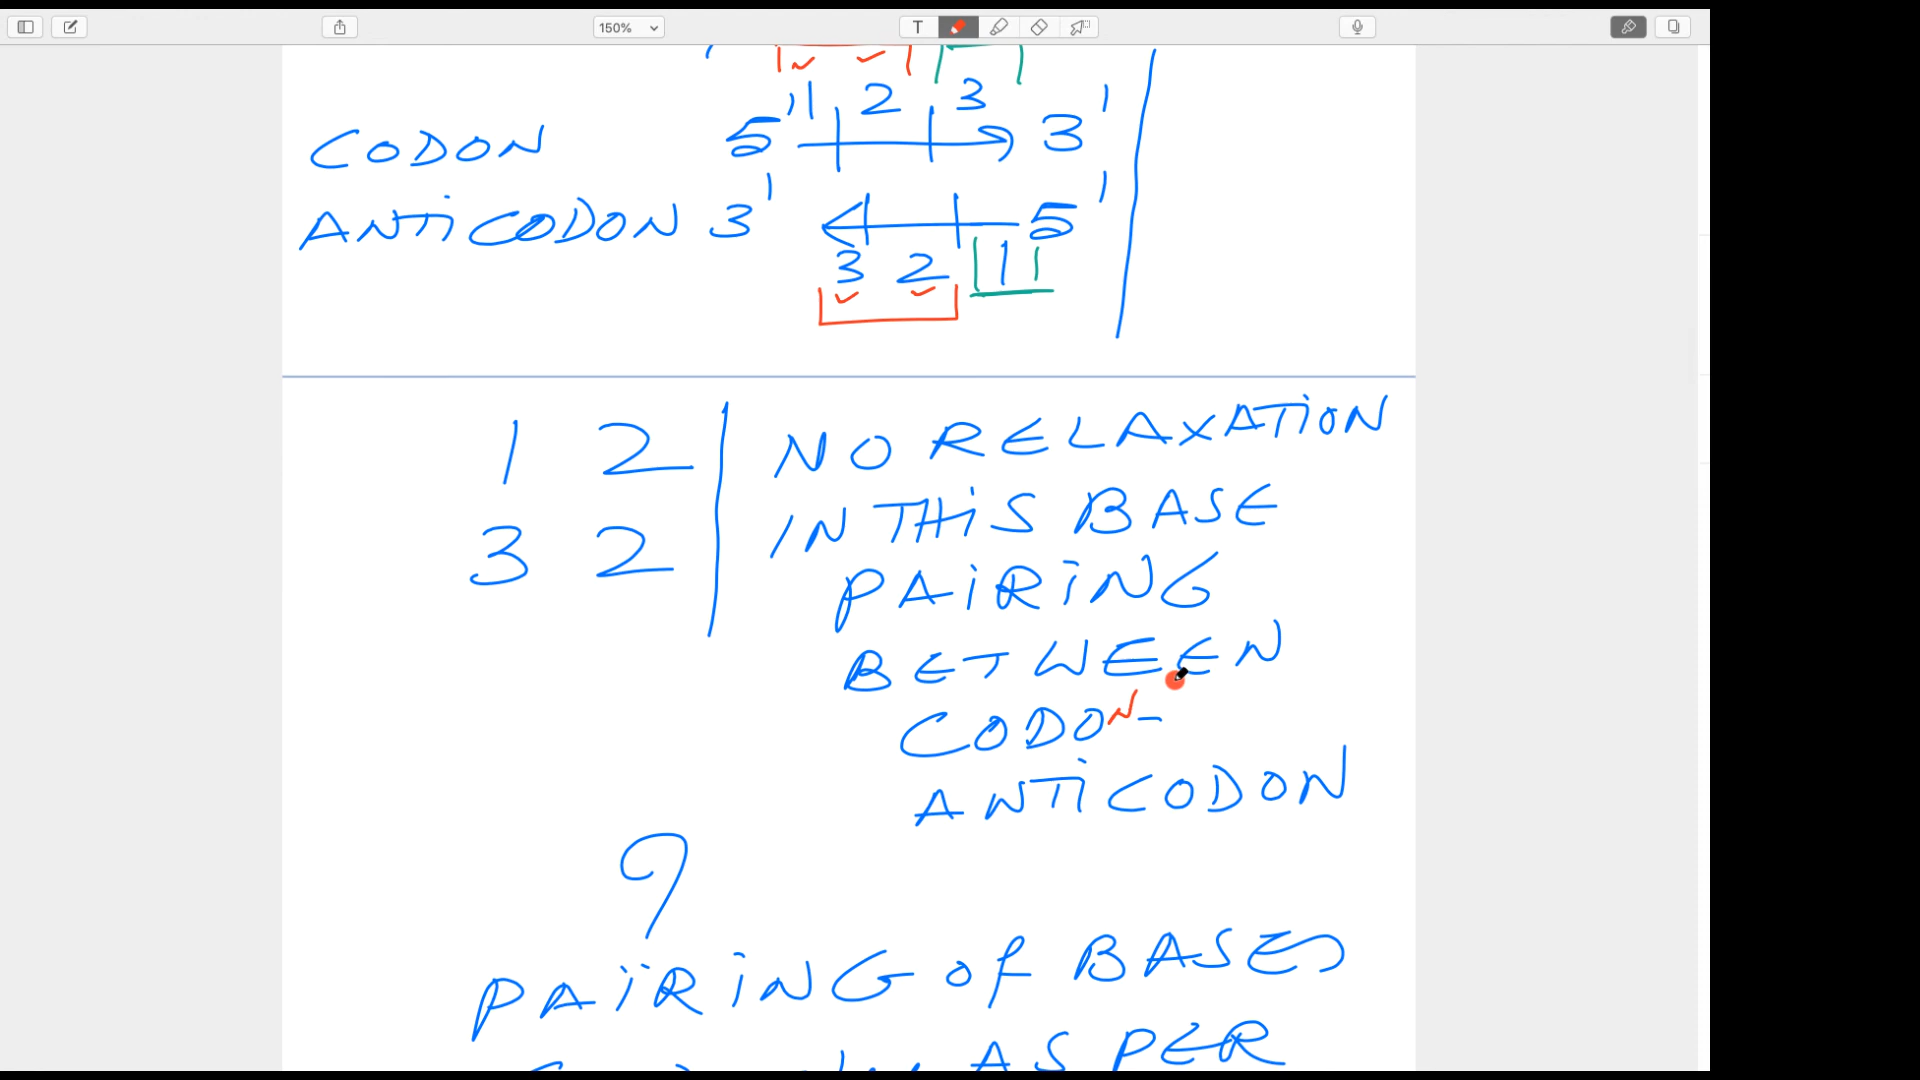 150%
T
1 2 3
CODON 5' 3'
ANTICODON 3' 5'
3 2 1
1 2 NO RELAXATION
3 2 IN THIS BASE
PAIRING
BETWEEN
CODON-
ANTICODON
?
PAIRING OF BASES
AS PER